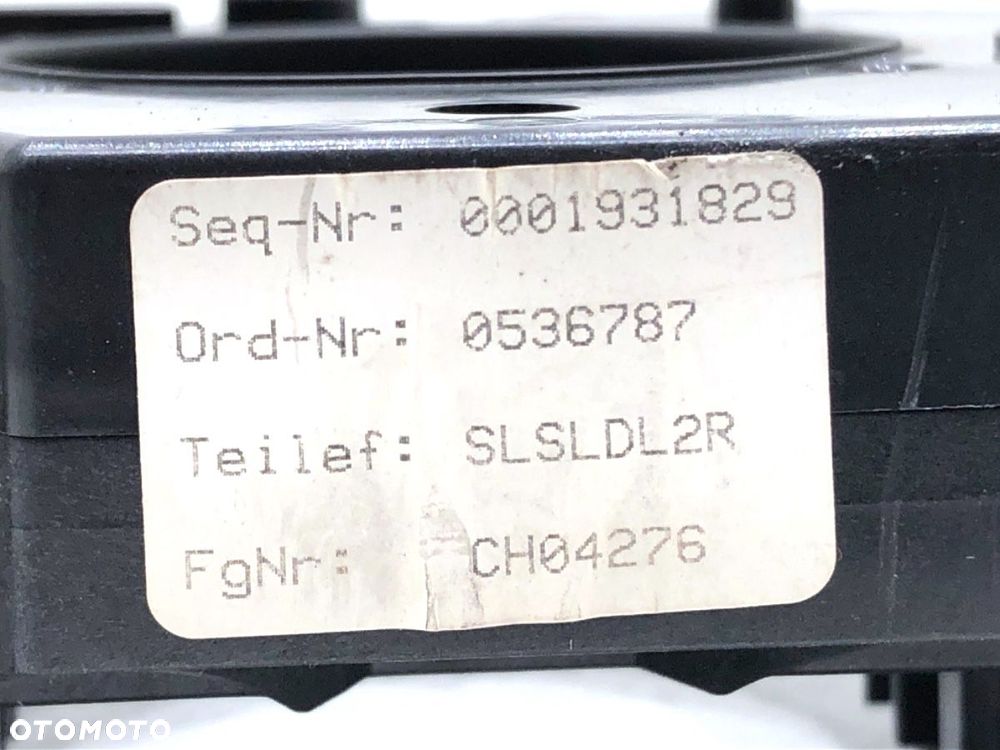 Seq-Nr: 0001931829
Ord-Nr: 0536787
Teilef: SLSLDL2R
FgNr: CH04276
OTOMOTO